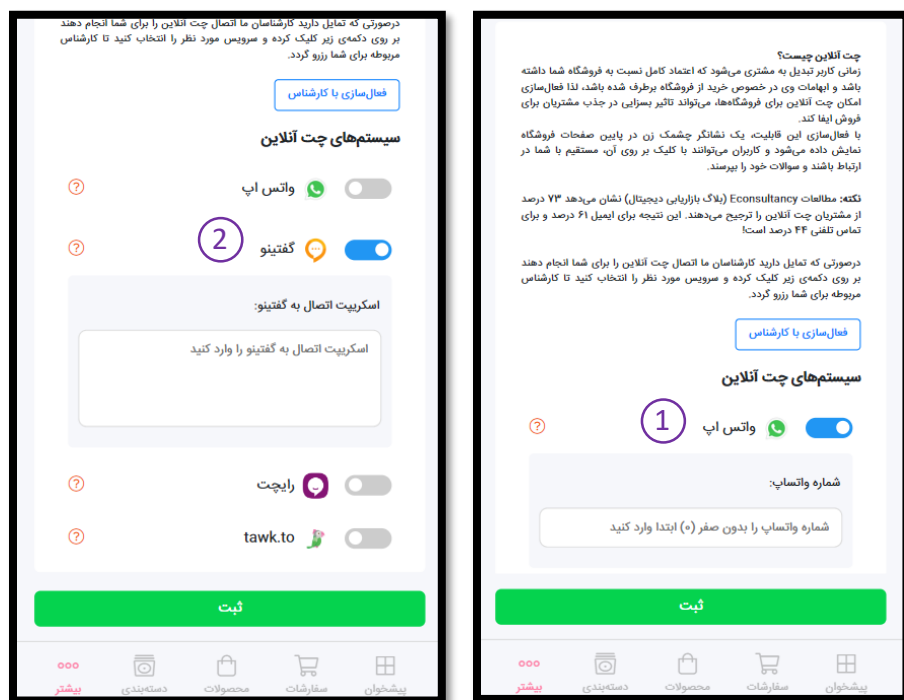 چت آنلاین چیست؟
زمانی کاربر تبدیل به مشتری می‌شود که اعتماد کامل نسبت به فروشگاه شما داشته
باشد و ابهامات وی در خصوص خرید از فروشگاه برطرف شده باشد، لذا فعال‌سازی
امکان چت آنلاین برای فروشگاه‌ها، می‌تواند تاثیر بسزایی در جذب مشتریان برای
فروش ایفا کند.
با فعال‌سازی این قابلیت، یک نشانگر چشمک زن در پایین صفحات فروشگاه
نمایش داده می‌شود و کاربران می‌توانند با کلیک بر روی آن، مستقیم با شما در
ارتباط باشند و سوالات خود را بپرسند.
نکته: مطالعات Econsultancy (بلاگ بازاریابی دیجیتال) نشان می‌دهد ۷۳ درصد
از مشتریان چت آنلاین را ترجیح می‌دهند. این نتیجه برای ایمیل ۶۱ درصد و برای
تماس تلفنی ۴۴ درصد است!
درصورتی که تمایل دارید کارشناسان ما اتصال چت آنلاین را برای شما انجام دهند
بر روی دکمه‌ی زیر کلیک کرده و سرویس مورد نظر را انتخاب کنید تا کارشناس
مربوطه برای شما رزرو گردد.
فعال‌سازی با کارشناس
سیستم‌های چت آنلاین
واتس اپ 1 ?
شماره واتساپ:
شماره واتساپ را بدون صفر (۰) ابتدا وارد کنید
ثبت
پیشخوان سفارشات محصولات دسته‌بندی بیشتر
درصورتی که تمایل دارید کارشناسان ما اتصال چت آنلاین را برای شما انجام دهند
بر روی دکمه‌ی زیر کلیک کرده و سرویس مورد نظر را انتخاب کنید تا کارشناس
مربوطه برای شما رزرو گردد.
فعال‌سازی با کارشناس
سیستم‌های چت آنلاین
واتس اپ ?
گفتینو 2 ?
اسکریپت اتصال به گفتینو:
اسکریپت اتصال به گفتینو را وارد کنید
رایچت ?
tawk.to ?
ثبت
پیشخوان سفارشات محصولات دسته‌بندی بیشتر